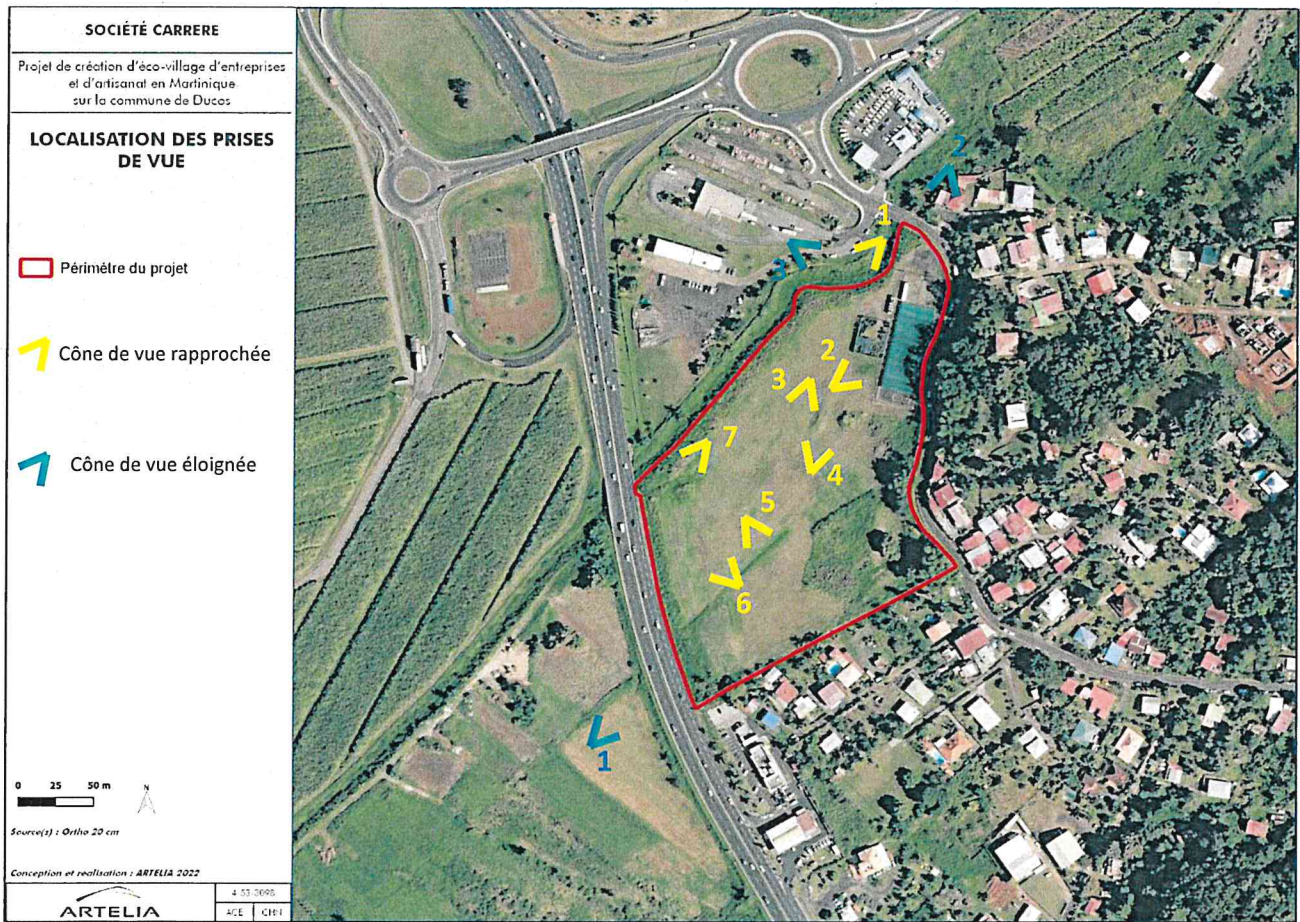 SOCIÉTÉ CARRERE
Projet de création d'éco-village d'entreprises
et d'artisanat en Martinique
sur la commune de Ducos
LOCALISATION DES PRISES
DE VUE
Périmètre du projet
Cône de vue rapprochée
Cône de vue éloignée
0 25 50 m
N
Source(s) : Ortho 20 cm
Conception et realisation : ARTELIA 2022
ARTELIA
ACE
2
1
3
2
3
7
4
5
6
1